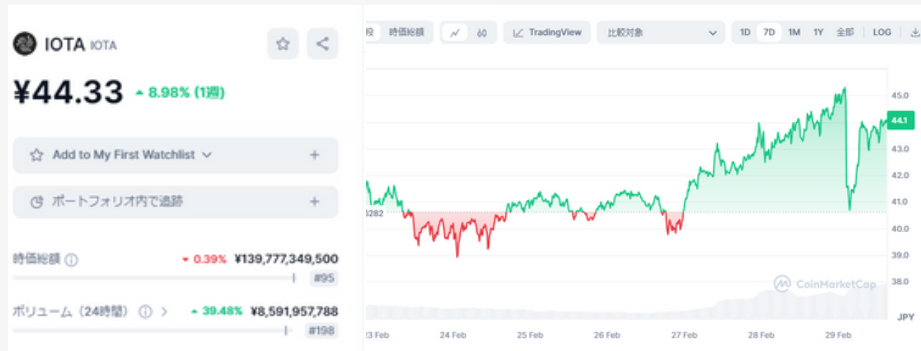 IOTA IOTA
¥44.33 8.98% (1週)
Add to My First Watchlist
ポートフォリオ内で追跡
時価総額 0.39% ¥139,777,349,500
#95
ボリューム（24時間） 39.48% ¥8,591,957,788
#198
段 時価総額 TradingView 比較対象 1D 7D 1M 1Y 全部 LOG
45.0
44.1
43.0
42.0
41.0
40.0
39.0
38.0
CoinMarketCap
JPY
3 Feb 24 Feb 25 Feb 26 Feb 27 Feb 28 Feb 29 Feb